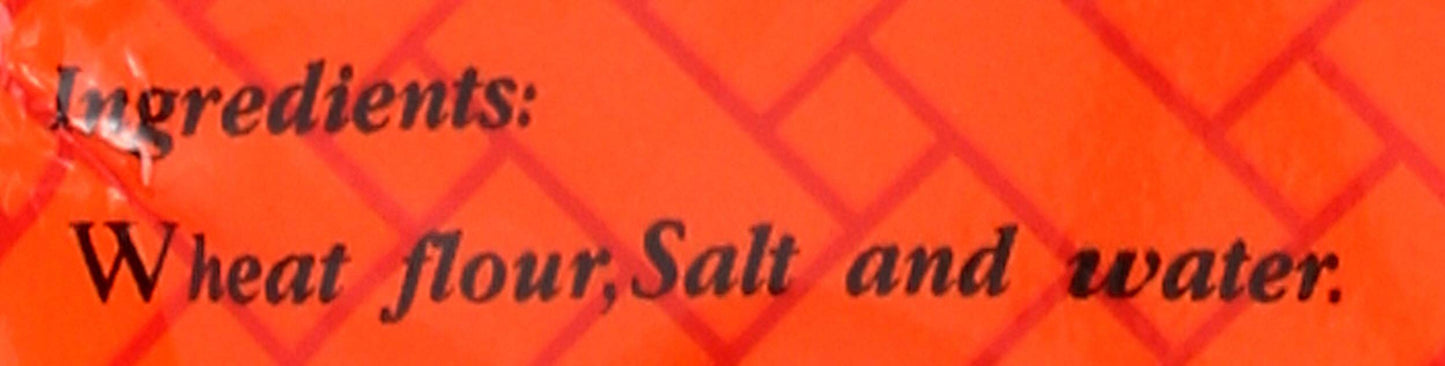 Ingredients:
Wheat flour,Salt and water.